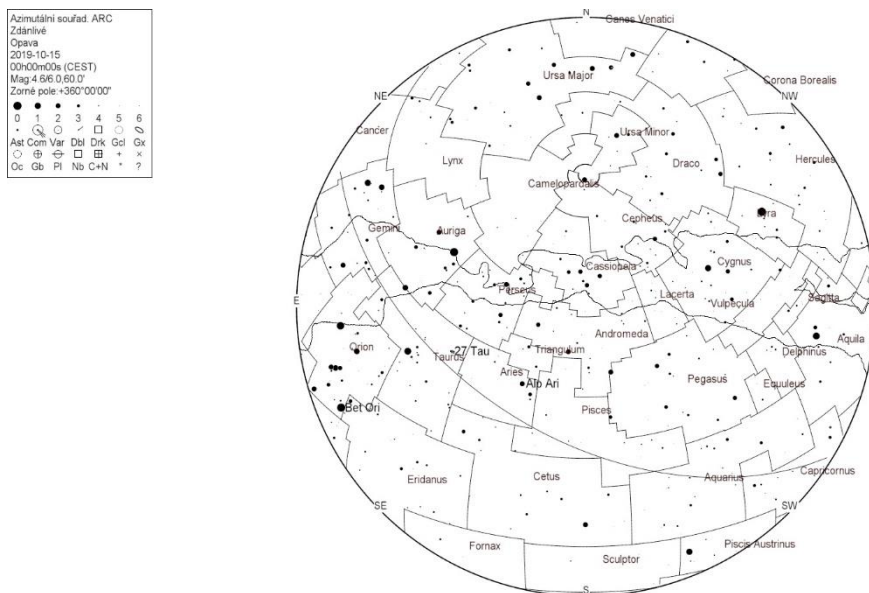 Azimutální souřad. ARC
Zdánlivé
Opava
2019-10-15
00h00m00s (CEST)
Mag:4.6/6.0,60.0'
Zorné pole:+360°00'00"
0 1 2 3 4 5 6
Ast Com Var Dbl Drk Gcl Gx
Oc Gb Pl Nb C+N * ?
N
Canes Venatici
Ursa Major
Corona Borealis
NE
NW
Cancer
Ursa Minor
Lynx
Draco
Hercules
Camelopardalis
Gemini
Auriga
Cepheus
Lyra
Cassiopeia
Cygnus
Perseus
Lacerta
Vulpecula
Sagitta
E
Andromeda
Orion
Taurus
27 Tau
Triangulum
Delphinus
Aquila
Aries
Alp Ari
Pegasus
Equuleus
Bet Ori
Pisces
Eridanus
Cetus
Aquarius
Capricornus
SE
SW
Fornax
Sculptor
Piscis Austrinus
S